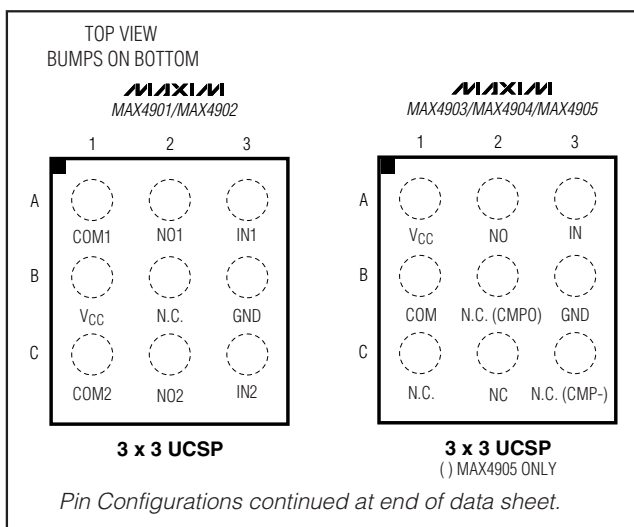 TOP VIEW
BUMPS ON BOTTOM
MAXIM
MAX4901/MAX4902
1 2 3
A
COM1 NO1 IN1
B
VCC N.C. GND
C
COM2 NO2 IN2
3 x 3 UCSP
MAXIM
MAX4903/MAX4904/MAX4905
1 2 3
A
VCC NO IN
B
COM N.C. (CMPO) GND
C
N.C. NC N.C. (CMP-)
3 x 3 UCSP
( ) MAX4905 ONLY
Pin Configurations continued at end of data sheet.